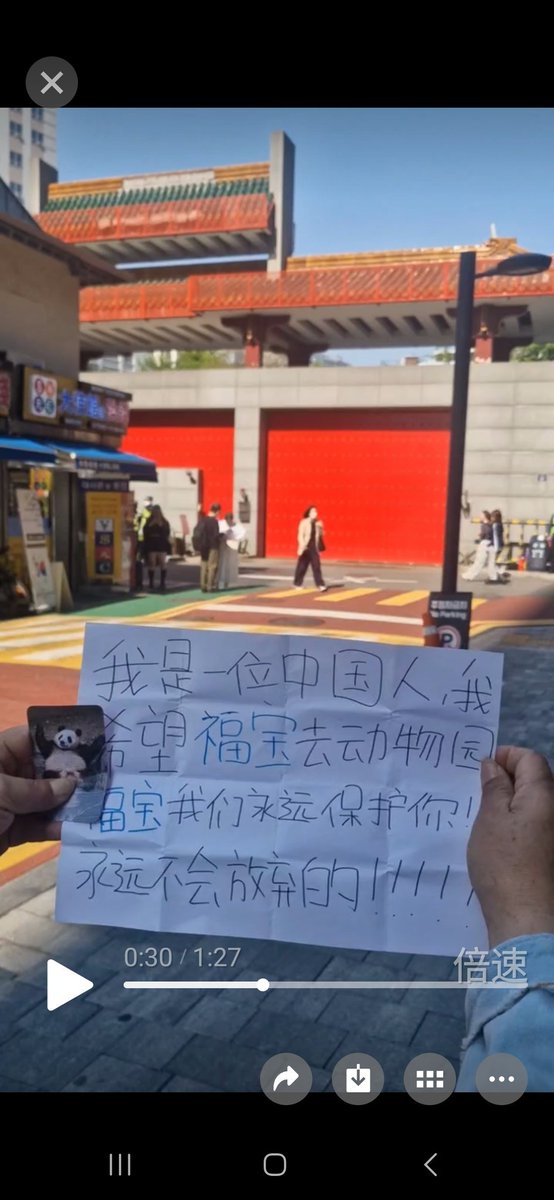 我是一位中国人,我
希望福宝去动物园
福宝我们永远保护你!
永远不会放弃的!!!!!
0:30 / 1:27
倍速
No Parking
P